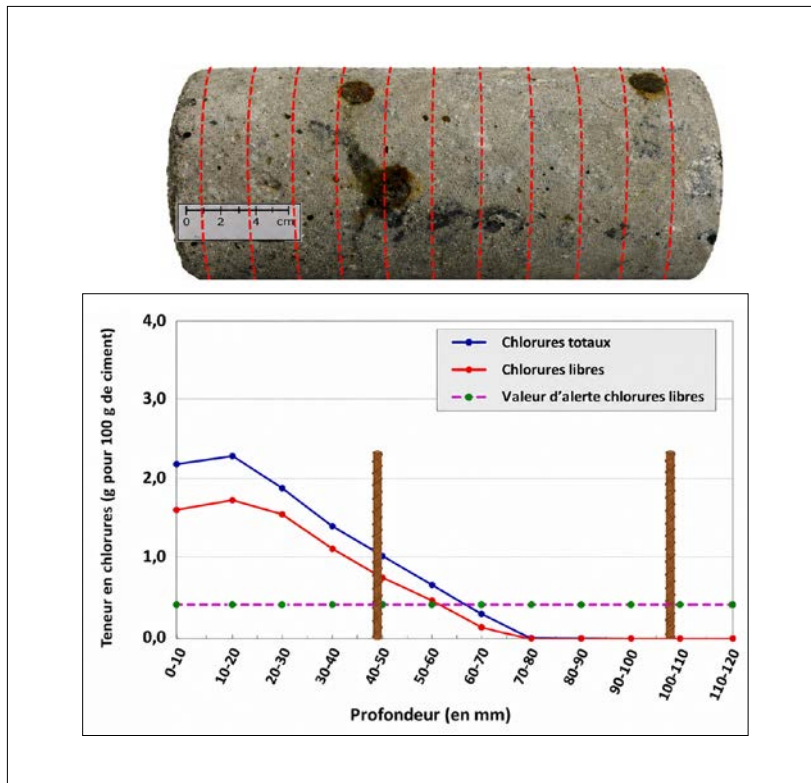 0 2 4 cm
Teneur en chlorures (g pour 100 g de ciment)
4,0
3,0
2,0
1,0
0,0
Chlorures totaux
Chlorures libres
Valeur d'alerte chlorures libres
0-10 10-20 20-30 30-40 40-50 50-60 60-70 70-80 80-90 90-100 100-110 110-120
Profondeur (en mm)